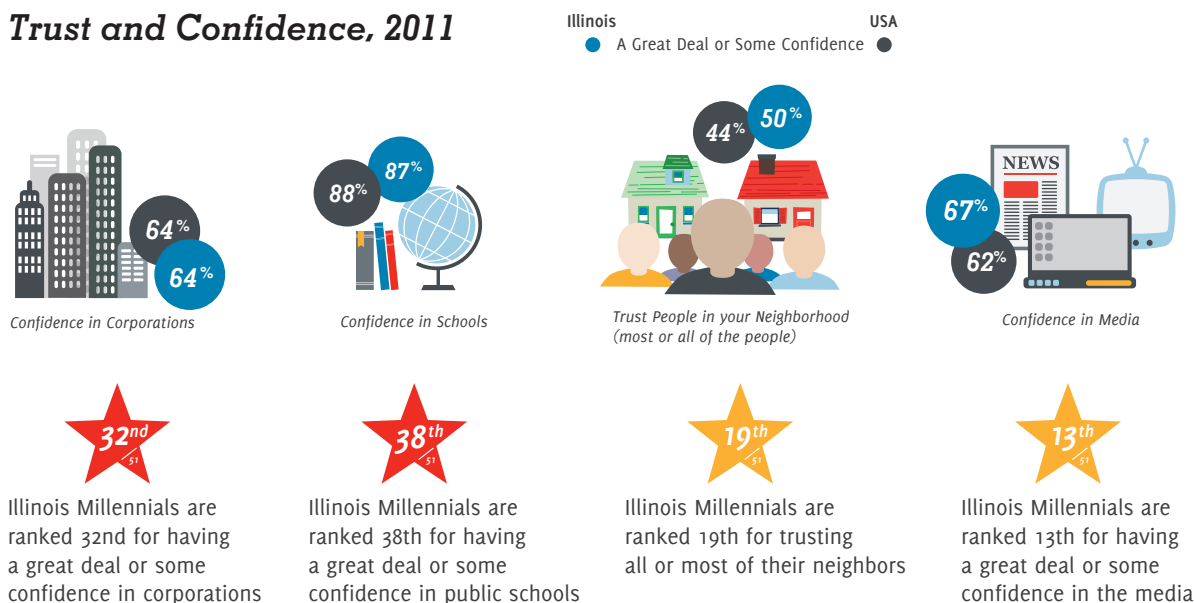 Trust and Confidence, 2011
Illinois USA
A Great Deal or Some Confidence
64%
64%
Confidence in Corporations
88%
87%
Confidence in Schools
44%
50%
Trust People in your Neighborhood
(most or all of the people)
NEWS
67%
62%
Confidence in Media
32nd
/51
Illinois Millennials are
ranked 32nd for having
a great deal or some
confidence in corporations
38th
/51
Illinois Millennials are
ranked 38th for having
a great deal or some
confidence in public schools
19th
/51
Illinois Millennials are
ranked 19th for trusting
all or most of their neighbors
13th
/51
Illinois Millennials are
ranked 13th for having
a great deal or some
confidence in the media